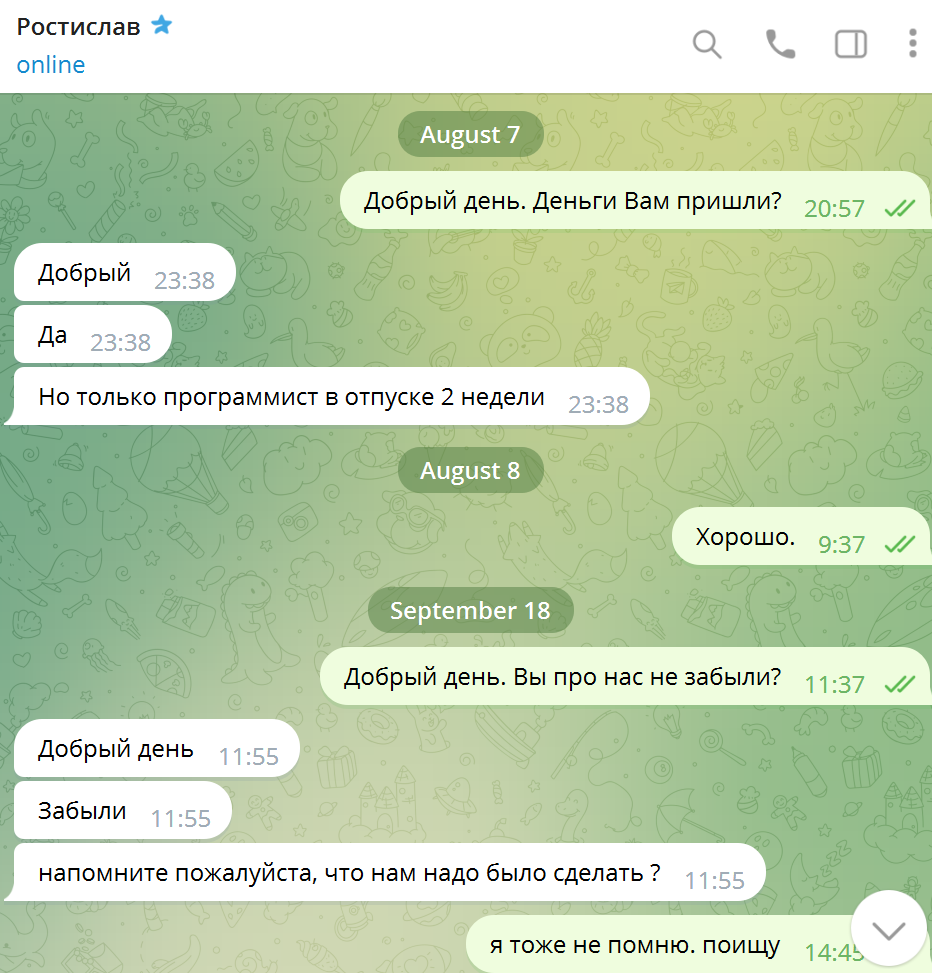 Ростислав
online
August 7
Добрый день. Деньги Вам пришли? 20:57
Добрый 23:38
Да 23:38
Но только программист в отпуске 2 недели 23:38
August 8
Хорошо. 9:37
September 18
Добрый день. Вы про нас не забыли? 11:37
Добрый день 11:55
Забыли 11:55
напомните пожалуйста, что нам надо было сделать ? 11:55
я тоже не помню. поищу 14:45